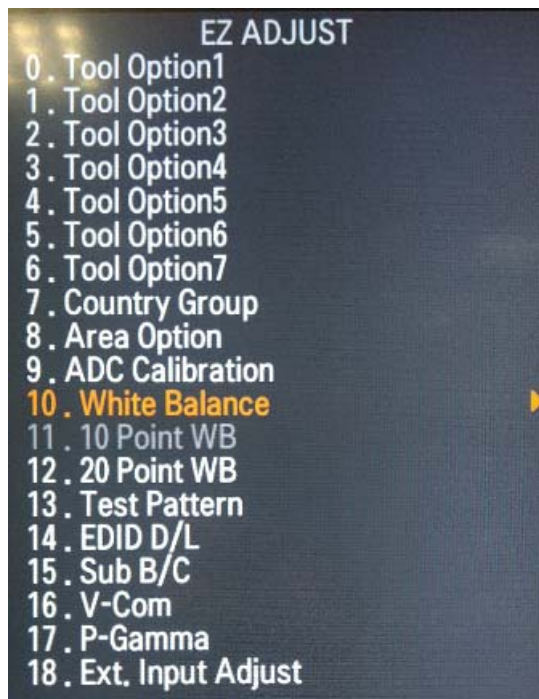 EZ ADJUST
0 . Tool Option1
1 . Tool Option2
2 . Tool Option3
3 . Tool Option4
4 . Tool Option5
5 . Tool Option6
6 . Tool Option7
7 . Country Group
8 . Area Option
9 . ADC Calibration
10 . White Balance
11 . 10 Point WB
12 . 20 Point WB
13 . Test Pattern
14 . EDID D/L
15 . Sub B/C
16 . V-Com
17 . P-Gamma
18 . Ext. Input Adjust